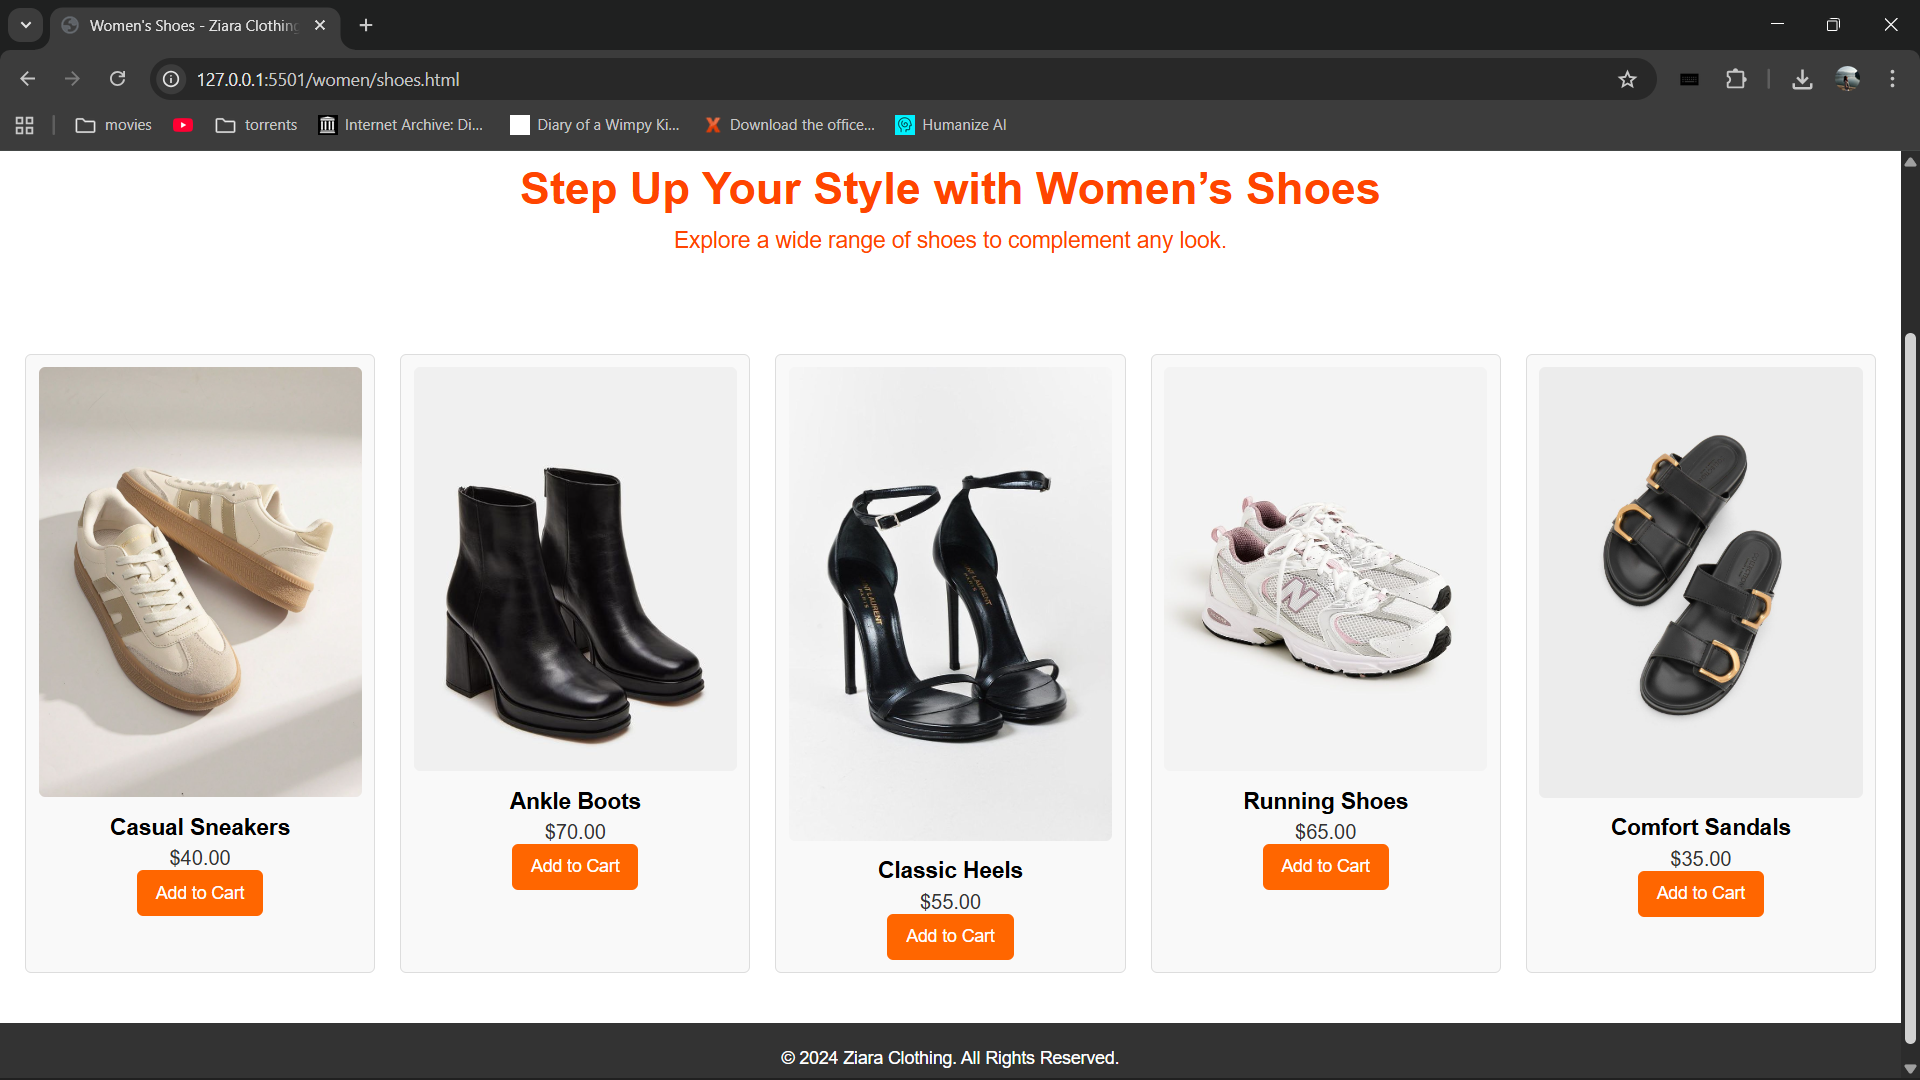 Women's Shoes - Ziara Clothing
127.0.0.1:5501/women/shoes.html
movies
torrents
Internet Archive: Di...
Diary of a Wimpy Ki...
Download the office...
Humanize AI
Step Up Your Style with Women’s Shoes
Explore a wide range of shoes to complement any look.
Casual Sneakers
$40.00
Add to Cart
Ankle Boots
$70.00
Add to Cart
Classic Heels
$55.00
Add to Cart
N
Running Shoes
$65.00
Add to Cart
Comfort Sandals
$35.00
Add to Cart
© 2024 Ziara Clothing. All Rights Reserved.